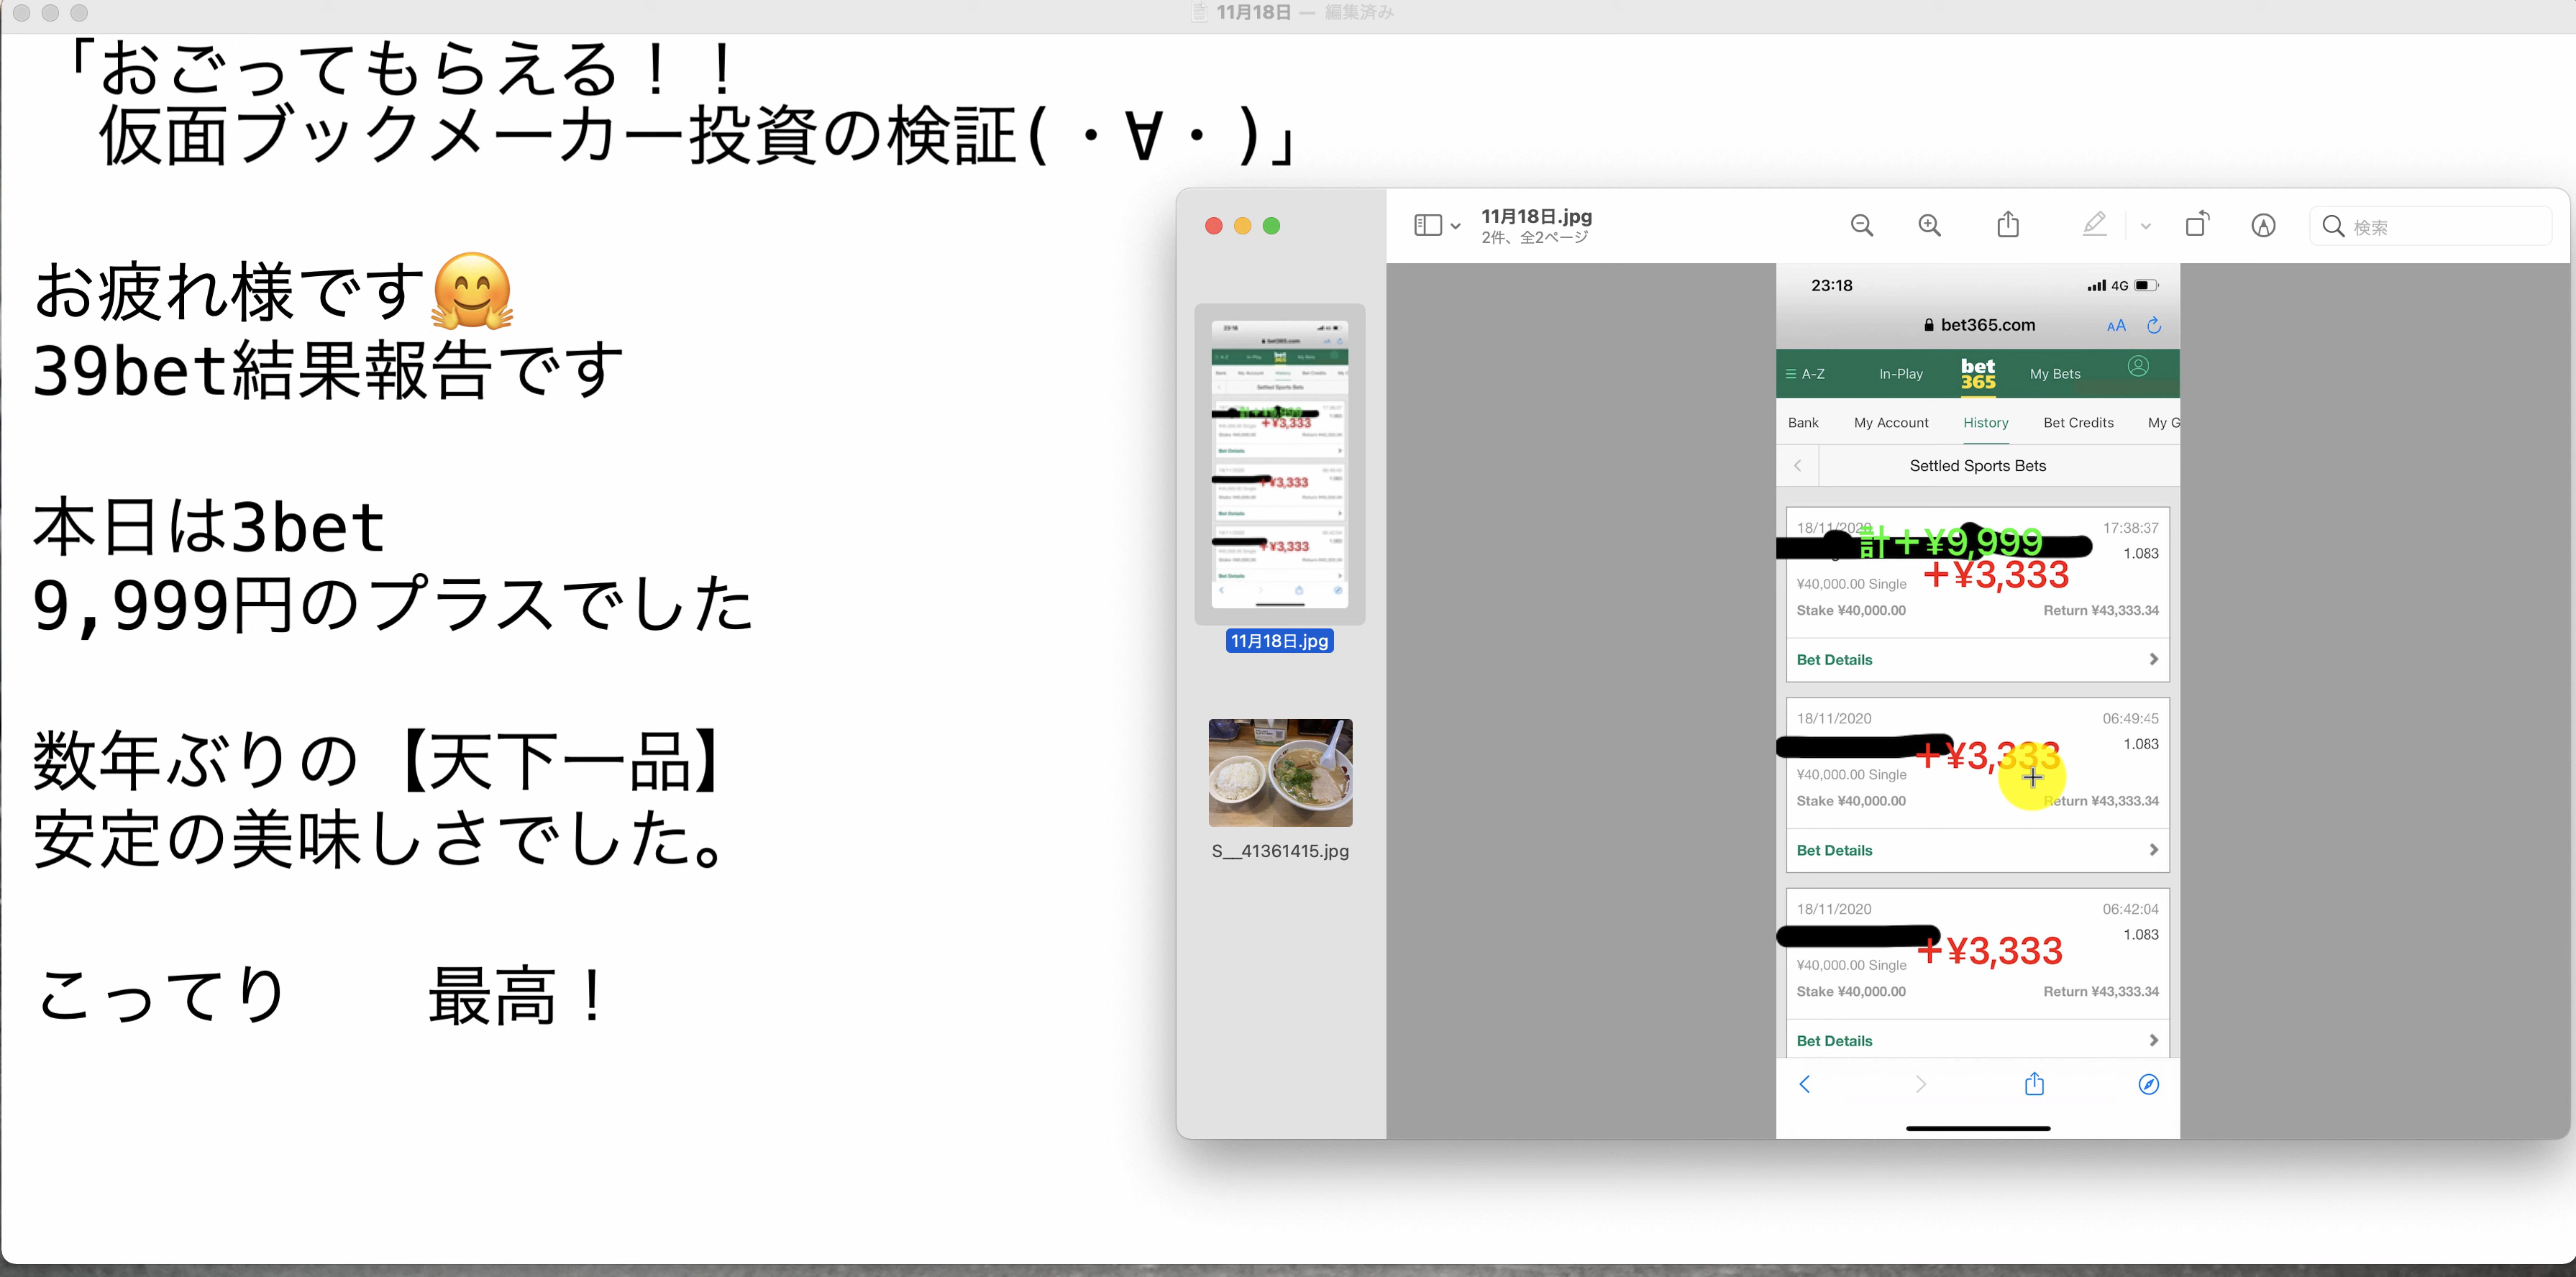 11月18日 — 編集済み
「おごってもらえる！！
仮面ブックメーカー投資の検証(・∀・)」
お疲れ様です🤗
39bet結果報告です
本日は3bet
9,999円のプラスでした
数年ぶりの【天下一品】
安定の美味しさでした。
こってり　　最高！
11月18日.jpg
2件、全2ページ
検索
11月18日.jpg
S__41361415.jpg
23:18
4G
bet365.com
AA
A-Z
In-Play
bet
365
My Bets
Bank
My Account
History
Bet Credits
My G
Settled Sports Bets
18/11/2020
17:38:37
計＋¥9,999
1.083
＋¥3,333
¥40,000.00 Single
Stake ¥40,000.00
Return ¥43,333.34
Bet Details
18/11/2020
06:49:45
1.083
＋¥3,333
¥40,000.00 Single
Stake ¥40,000.00
Return ¥43,333.34
Bet Details
18/11/2020
06:42:04
1.083
＋¥3,333
¥40,000.00 Single
Stake ¥40,000.00
Return ¥43,333.34
Bet Details